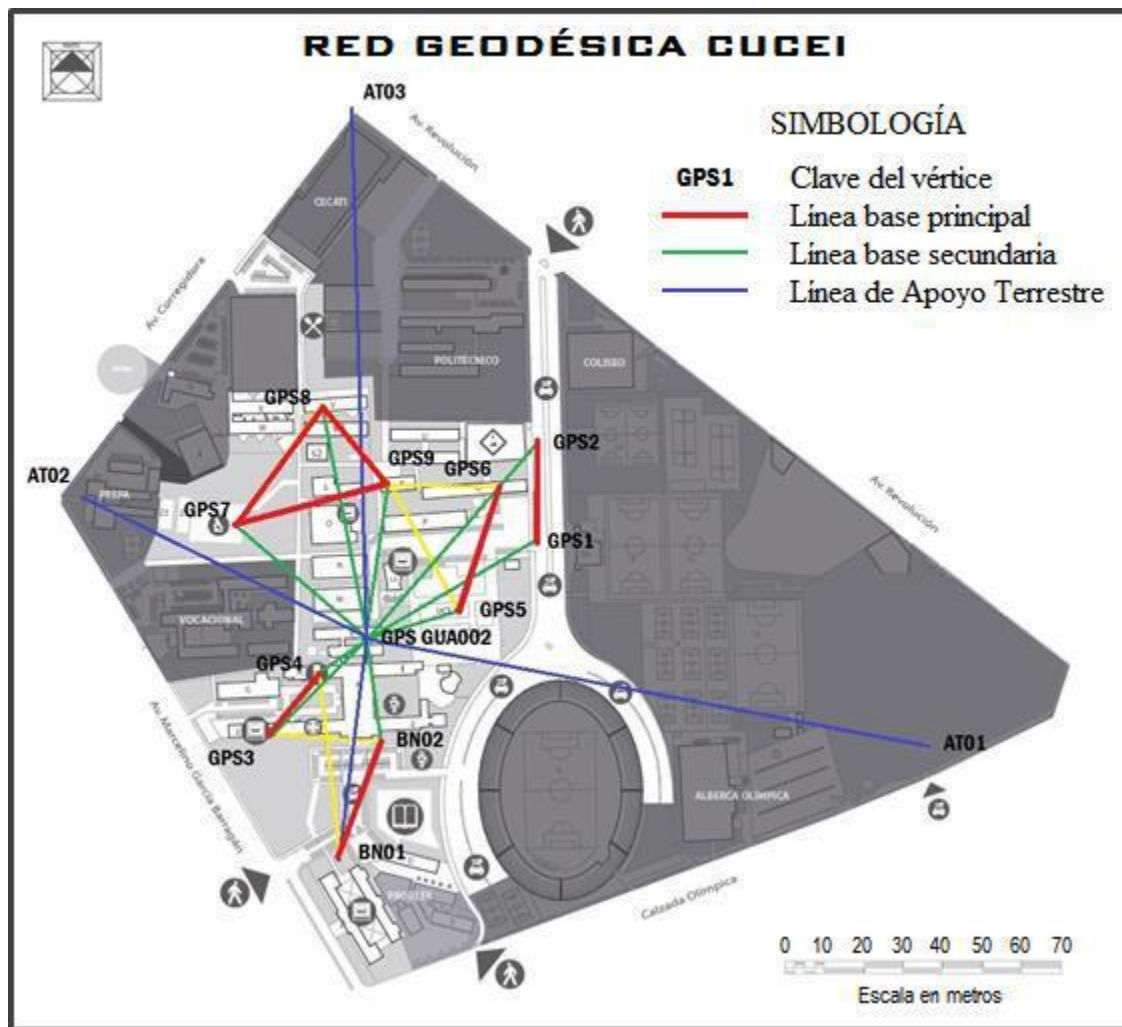 RED GEODÉSICA CUCEI
AT03
Av. Revolución
SIMBOLOGÍA
GPS1 Clave del vértice
Línea base principal
Línea base secundaria
Línea de Apoyo Terrestre
CECATI
Av. Corregidora
POLITÉCNICO
COLISEO
GPS8
GPS2
GPS9
GPS6
AT02
PREPA
Av. Revolución
GPS7
GPS1
GPS5
VOCACIONAL
GPS GUA002
GPS4
Av. Marcelino García Barragán
GPS3
BN02
AT01
ALBERCA OLÍMPICA
BN01
Calzada Olímpica
0 10 20 30 40 50 60 70
Escala en metros